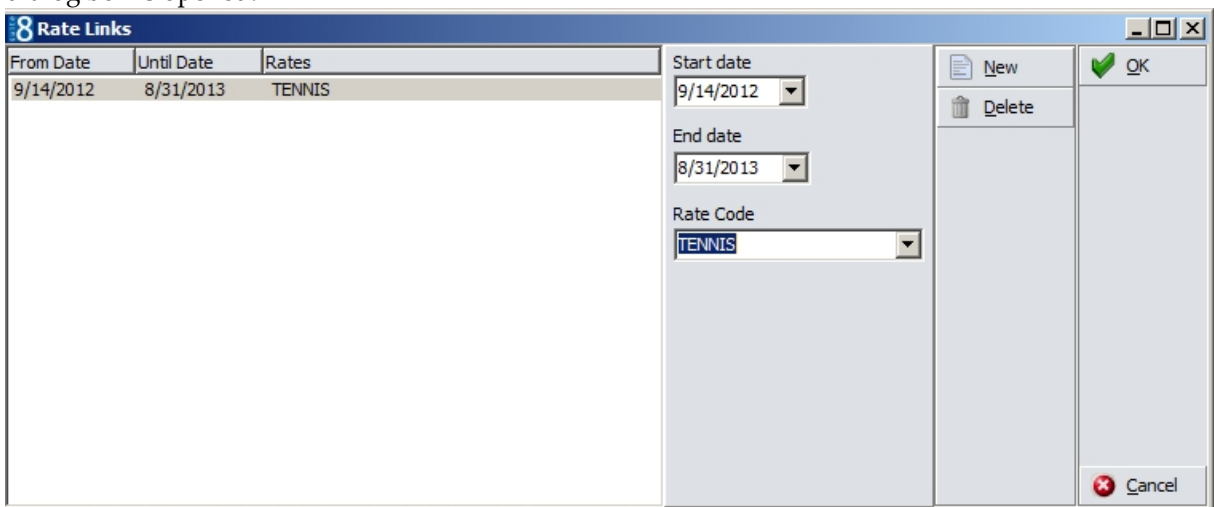 8 Rate Links
From Date Until Date Rates
9/14/2012 8/31/2013 TENNIS
Start date
9/14/2012
End date
8/31/2013
Rate Code
TENNIS
New
Delete
OK
Cancel